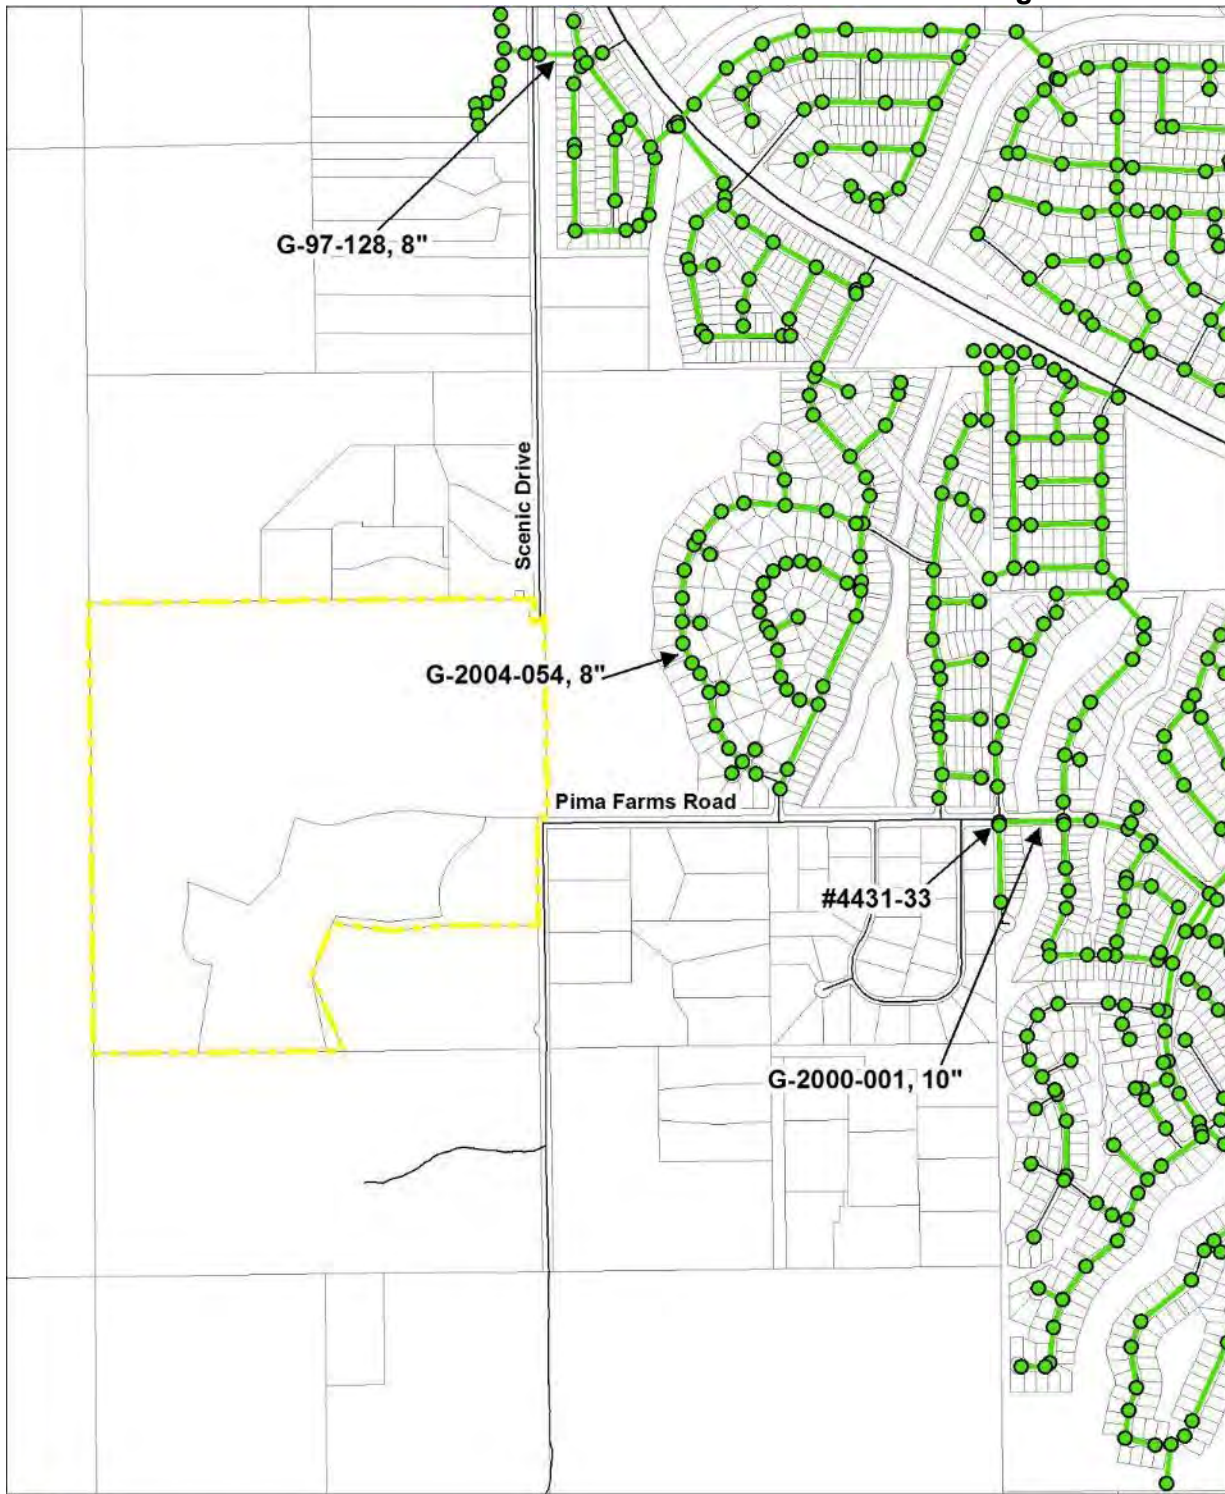 G-97-128, 8"
Scenic Drive
G-2004-054, 8"
Pima Farms Road
#4431-33
G-2000-001, 10"